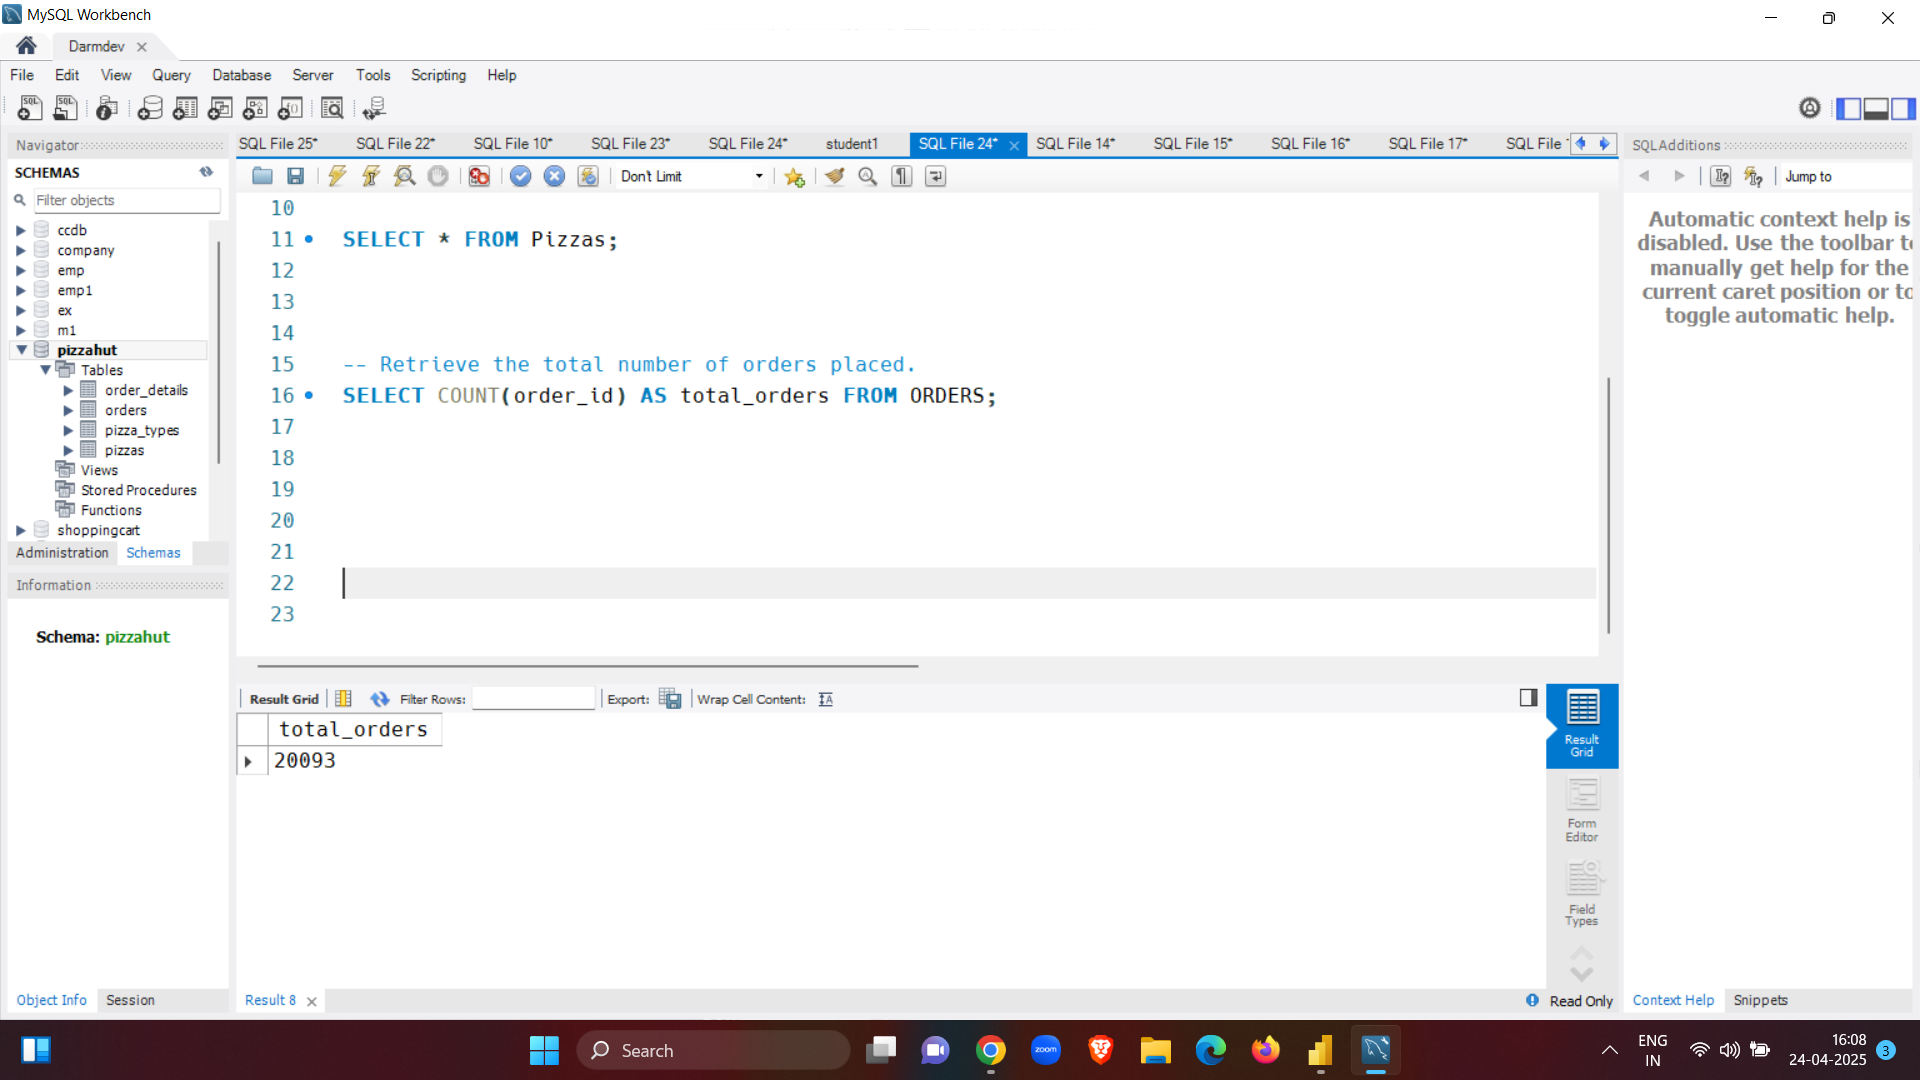 MySQL Workbench
Darmdev
File Edit View Query Database Server Tools Scripting Help
Navigator
SCHEMAS
Filter objects
ccdb
company
emp
emp1
ex
m1
pizzahut
Tables
order_details
orders
pizza_types
pizzas
Views
Stored Procedures
Functions
shoppingcart
Administration Schemas
Information
Schema: pizzahut
Object Info Session
SQL File 25* SQL File 22* SQL File 10* SQL File 23* SQL File 24* student1 SQL File 24* SQL File 14* SQL File 15* SQL File 16* SQL File 17* SQL File
Don't Limit
10
11 SELECT * FROM Pizzas;
12
13
14
15 -- Retrieve the total number of orders placed.
16 SELECT COUNT(order_id) AS total_orders FROM ORDERS;
17
18
19
20
21
22
23
Result Grid Filter Rows: Export: Wrap Cell Content:
total_orders
20093
Result Grid
Form Editor
Field Types
Result 8
Read Only
SQLAdditions
Jump to
Automatic context help is
disabled. Use the toolbar to
manually get help for the
current caret position or to
toggle automatic help.
Context Help Snippets
Search
zoom
ENG
IN
16:08
24-04-2025
3